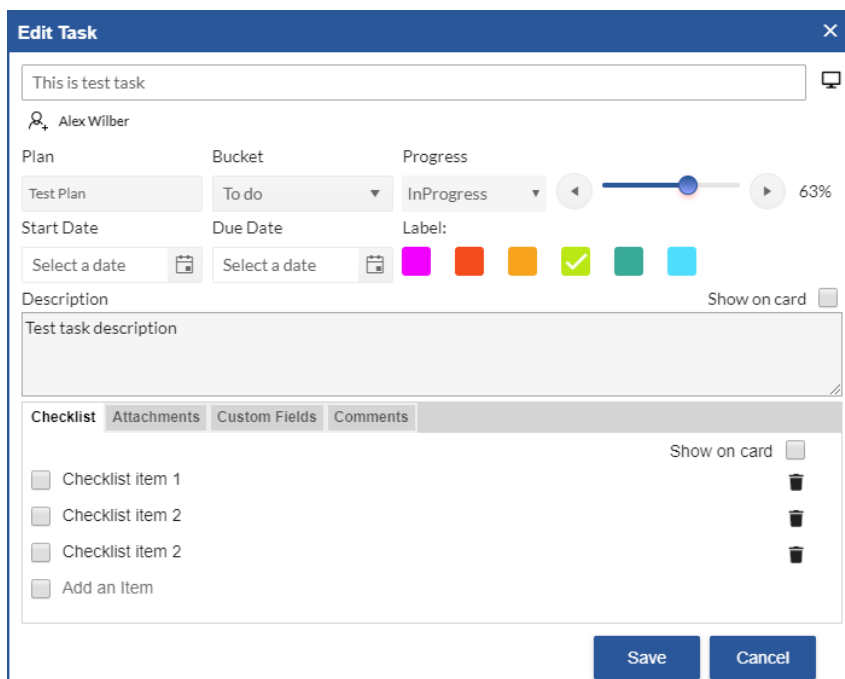 Edit Task
This is test task
Alex Wilber
Plan Bucket Progress
Test Plan To do InProgress 63%
Start Date Due Date Label:
Select a date Select a date
Description Show on card
Test task description
Checklist Attachments Custom Fields Comments
Show on card
Checklist item 1
Checklist item 2
Checklist item 2
Add an Item
Save Cancel